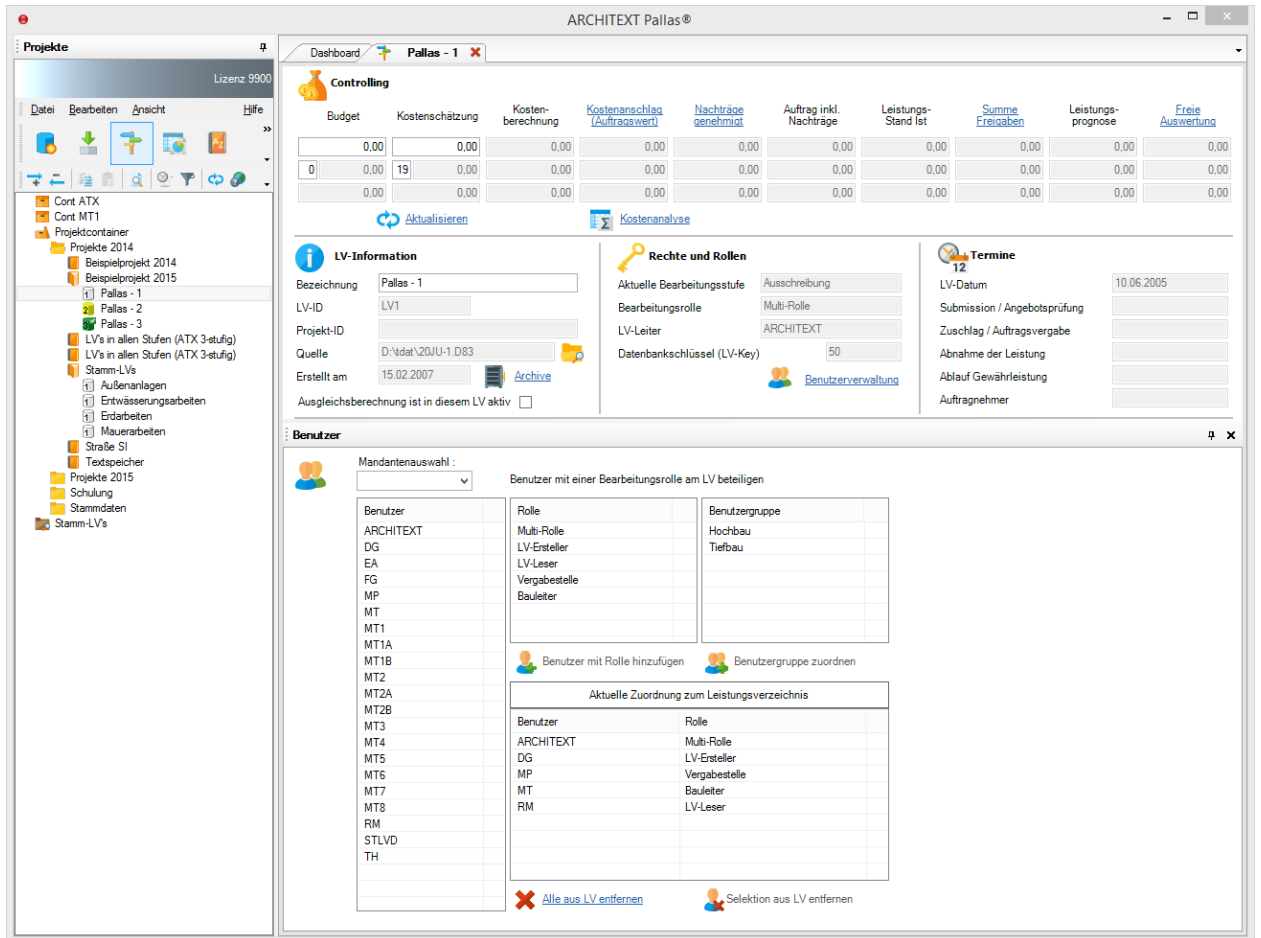 ARCHITEXT Pallas®
Projekte
Lizenz 9900
Datei Bearbeiten Ansicht Hilfe
Cont ATX
Cont MT1
Projektcontainer
Projekte 2014
Beispielprojekt 2014
Beispielprojekt 2015
Pallas - 1
Pallas - 2
Pallas - 3
LV's in allen Stufen (ATX 3-stufig)
LV's in allen Stufen (ATX 3-stufig)
Stamm-LVs
Außenanlagen
Entwässerungsarbeiten
Erdarbeiten
Mauerarbeiten
Straße SI
Textspeicher
Projekte 2015
Schulung
Stammdaten
Stamm-LV's
Dashboard Pallas - 1
Controlling
Budget Kostenschätzung Kosten-berechnung Kostenanschlag (Auftragswert) Nachträge genehmigt Auftrag inkl. Nachträge Leistungs-Stand Ist Summe Freigaben Leistungs-prognose Freie Auswertung
0,00 0,00 0,00 0,00 0,00 0,00 0,00 0,00 0,00 0,00
0 0,00 19 0,00 0,00 0,00 0,00 0,00 0,00 0,00 0,00 0,00
0,00 0,00 0,00 0,00 0,00 0,00 0,00 0,00 0,00 0,00
Aktualisieren Kostenanalyse
LV-Information
Bezeichnung Pallas - 1
LV-ID LV1
Projekt-ID
Quelle D:\tdat\20JU-1.D83
Erstellt am 15.02.2007 Archive
Ausgleichsberechnung ist in diesem LV aktiv
Rechte und Rollen
Aktuelle Bearbeitungsstufe Ausschreibung
Bearbeitungsrolle Multi-Rolle
LV-Leiter ARCHITEXT
Datenbankschlüssel (LV-Key) 50
Benutzerverwaltung
12
Termine
LV-Datum 10.06.2005
Submission / Angebotsprüfung
Zuschlag / Auftragsvergabe
Abnahme der Leistung
Ablauf Gewährleistung
Auftragnehmer
Benutzer
Mandantenauswahl :
Benutzer mit einer Bearbeitungsrolle am LV beteiligen
Benutzer
ARCHITEXT
DG
EA
FG
MP
MT
MT1
MT1A
MT1B
MT2
MT2A
MT2B
MT3
MT4
MT5
MT6
MT7
MT8
RM
STLVD
TH
Rolle
Multi-Rolle
LV-Ersteller
LV-Leser
Vergabestelle
Bauleiter
Benutzergruppe
Hochbau
Tiefbau
Benutzer mit Rolle hinzufügen Benutzergruppe zuordnen
Aktuelle Zuordnung zum Leistungsverzeichnis
Benutzer Rolle
ARCHITEXT Multi-Rolle
DG LV-Ersteller
MP Vergabestelle
MT Bauleiter
RM LV-Leser
Alle aus LV entfernen Selektion aus LV entfernen